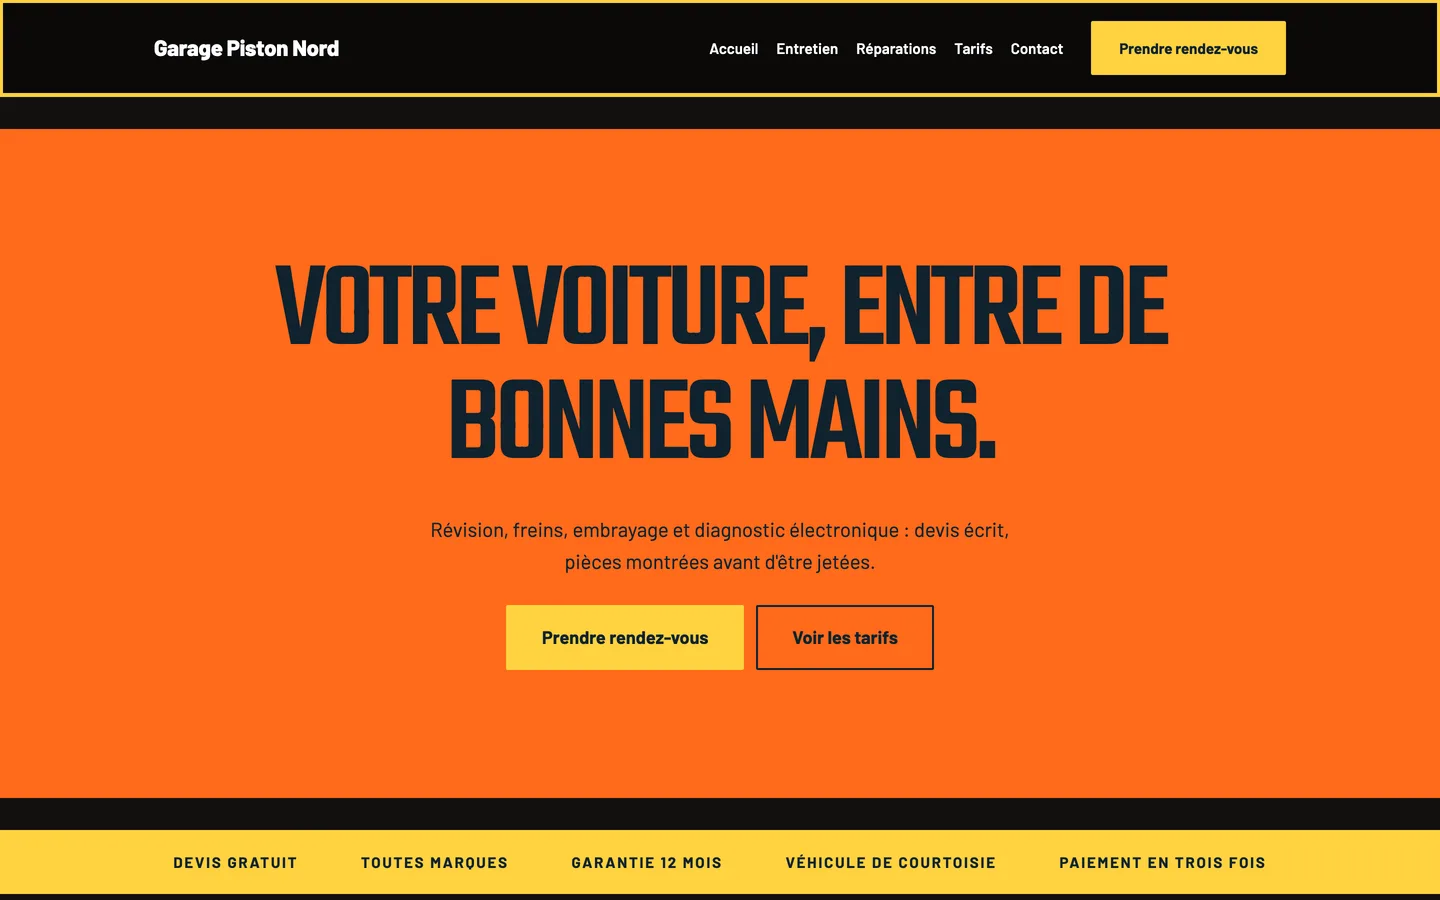 Garage Piston Nord
Accueil Entretien Réparations Tarifs Contact Prendre rendez-vous
VOTRE VOITURE, ENTRE DE
BONNES MAINS.
Révision, freins, embrayage et diagnostic électronique : devis écrit,
pièces montrées avant d'être jetées.
Prendre rendez-vous Voir les tarifs
DEVIS GRATUIT TOUTES MARQUES GARANTIE 12 MOIS VÉHICULE DE COURTOISIE PAIEMENT EN TROIS FOIS